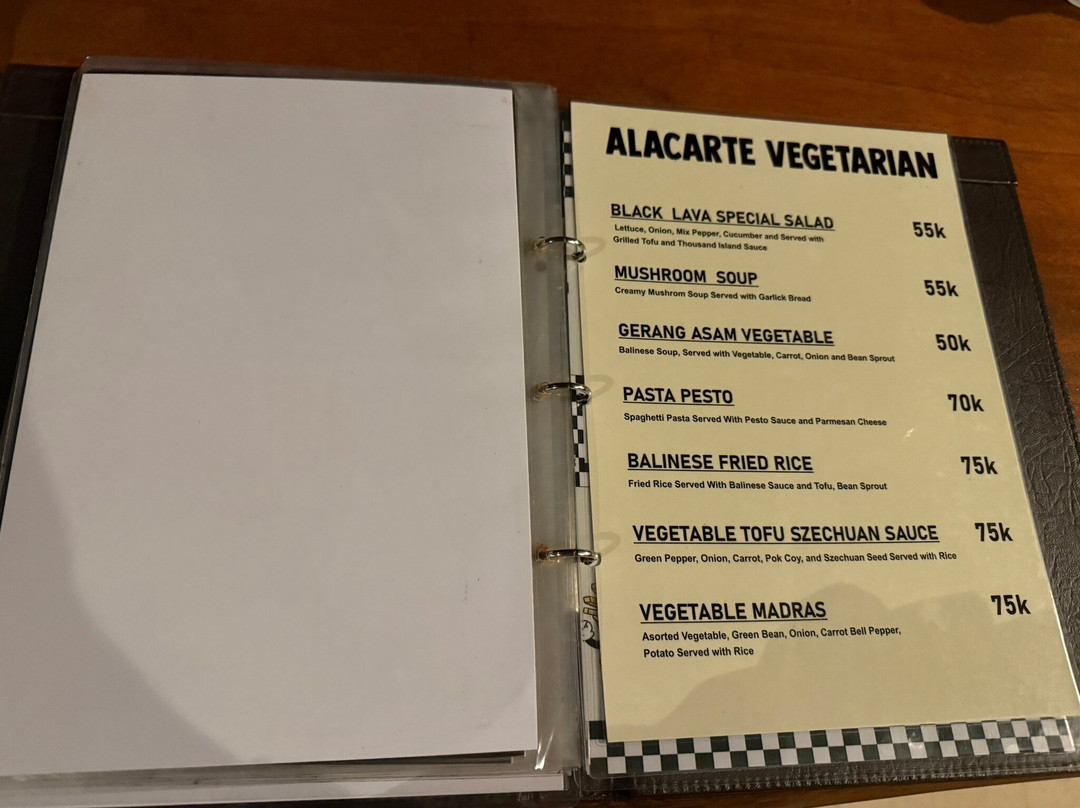 ALACARTE VEGETARIAN
BLACK LAVA SPECIAL SALAD 55k
Lettuce, Onion, Mix Pepper, Cucumber and Served with
Grilled Tofu and Thousand Island Sauce
MUSHROOM SOUP 55k
Creamy Mushrom Soup Served with Garlick Bread
GERANG ASAM VEGETABLE 50k
Balinese Soup, Served with Vegetable, Carrot, Onion and Bean Sprout
PASTA PESTO 70k
Spaghetti Pasta Served With Pesto Sauce and Parmesan Cheese
BALINESE FRIED RICE 75k
Fried Rice Served With Balinese Sauce and Tofu, Bean Sprout
VEGETABLE TOFU SZECHUAN SAUCE 75k
Green Pepper, Onion, Carrot, Pok Coy, and Szechuan Seed Served with Rice
VEGETABLE MADRAS 75k
Asorted Vegetable, Green Bean, Onion, Carrot Bell Pepper,
Potato Served with Rice